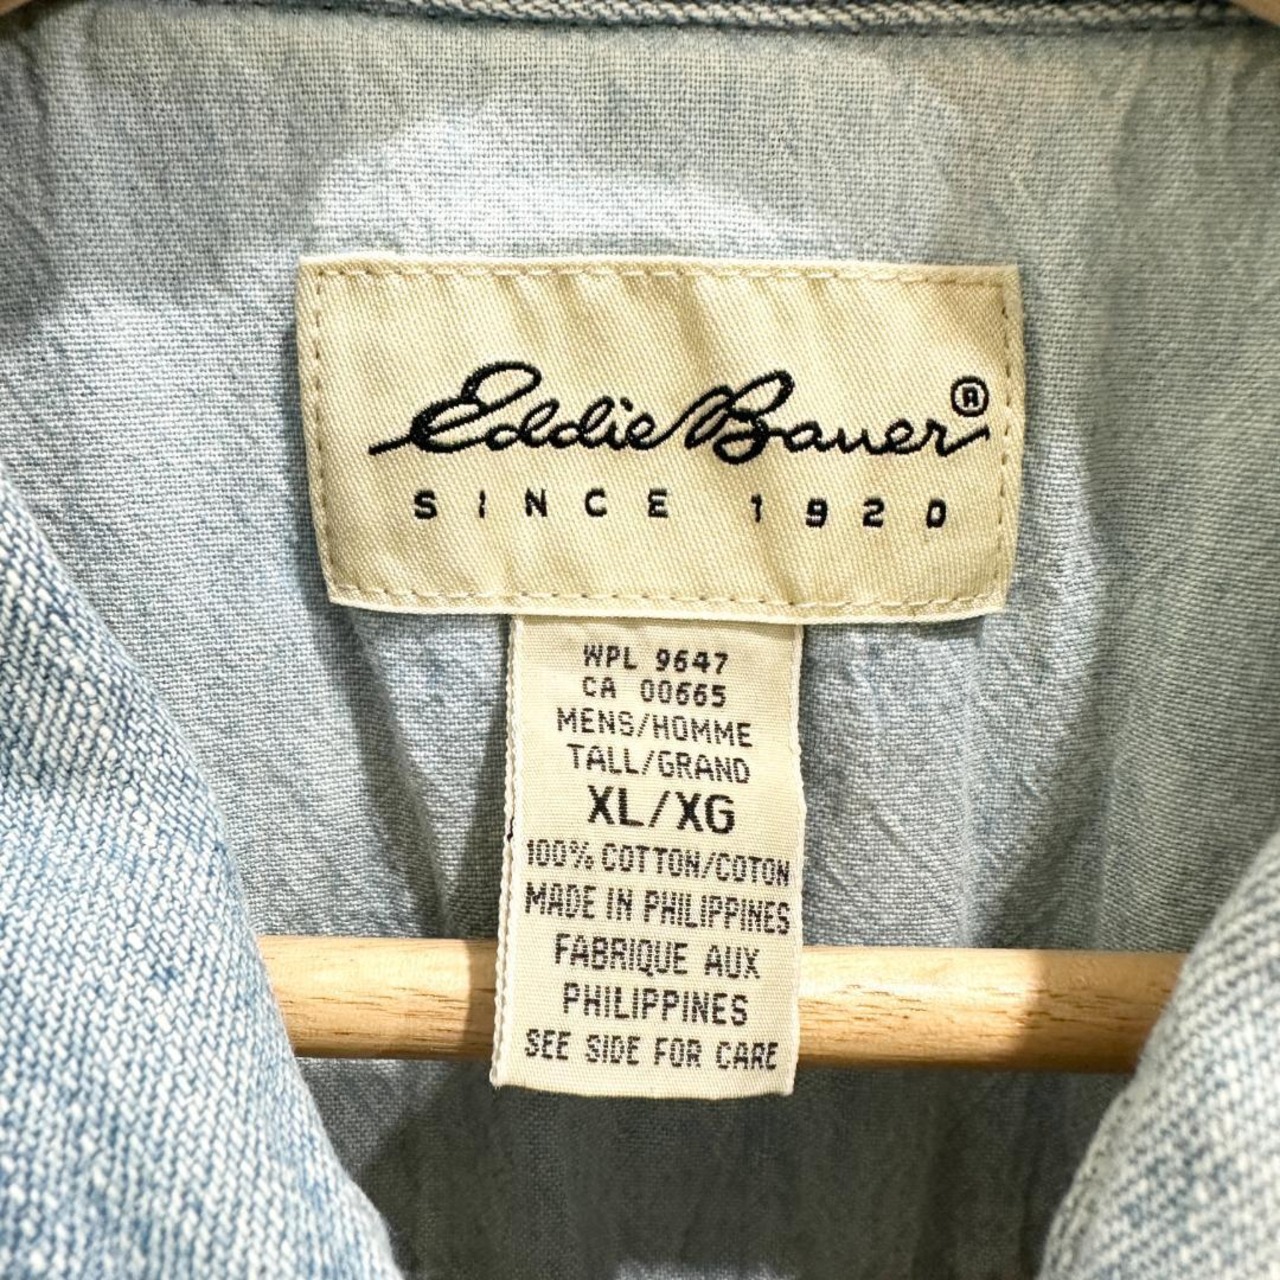 Eddie Bauer®
SINCE 1920
WPL 9647
CA 00665
MENS/HOMME
TALL/GRAND
XL/XG
100% COTTON/COTON
MADE IN PHILIPPINES
FABRIQUE AUX
PHILIPPINES
SEE SIDE FOR CARE